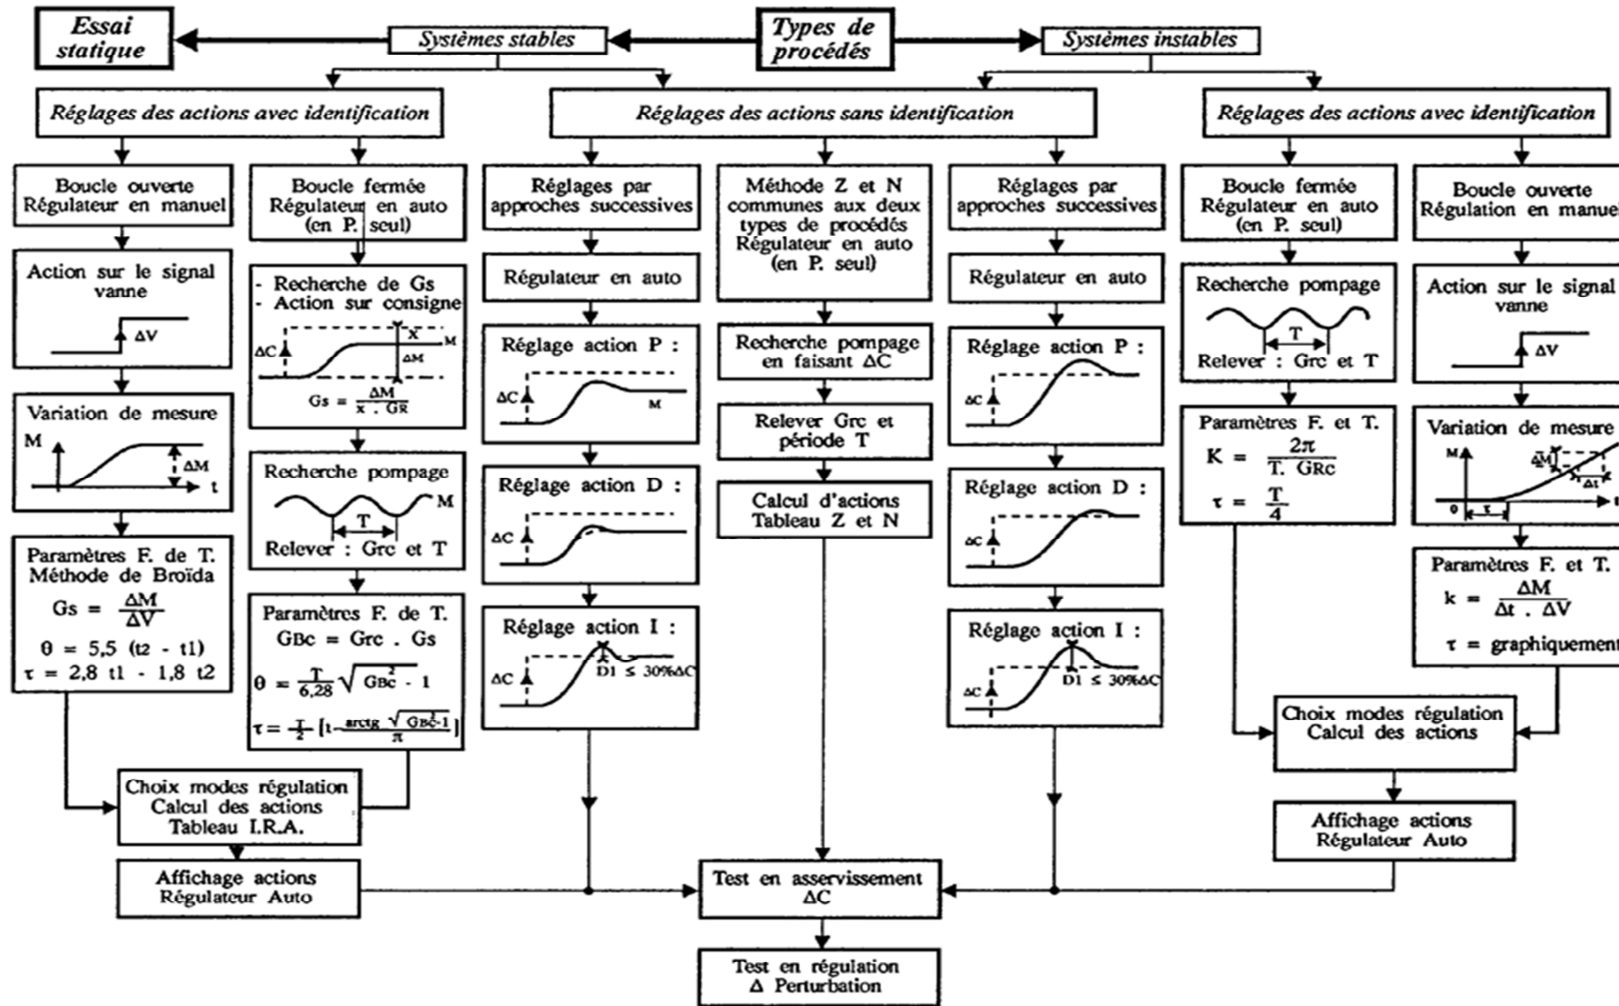 Essai
statique
Systèmes stables
Types de
procédés
Systèmes instables
Réglages des actions avec identification
Réglages des actions sans identification
Réglages des actions avec identification
Boucle ouverte
Régulateur en manuel
Action sur le signal
vanne
ΔV
Variation de mesure
M
ΔM
t
Paramètres F. de T.
Méthode de Broïda
Gs = ΔM / ΔV
θ = 5,5 (t2 - t1)
τ = 2,8 t1 - 1,8 t2
Boucle fermée
Régulateur en auto
(en P. seul)
- Recherche de Gs
- Action sur consigne
X
M
ΔC
ΔM
Gs = ΔM / X . GR
Recherche pompage
M
T
Relever : Grc et T
Paramètres F. de T.
GBc = Grc . Gs
θ = T / 6,28 √ GBc² - 1
τ = T / 2 [1 - arctg √ GBc² - 1 / π]
Choix modes régulation
Calcul des actions
Tableau I.R.A.
Affichage actions
Régulateur Auto
Réglages par
approches successives
Régulateur en auto
Réglage action P :
ΔC
M
Réglage action D :
ΔC
Réglage action I :
ΔC
D1 ≤ 30%ΔC
Méthode Z et N
communes aux deux
types de procédés
Régulateur en auto
(en P. seul)
Recherche pompage
en faisant ΔC
Relever Grc et
période T
Calcul d'actions
Tableau Z et N
Test en asservissement
ΔC
Test en régulation
Δ Perturbation
Réglages par
approches successives
Régulateur en auto
Réglage action P :
ΔC
Réglage action D :
ΔC
Réglage action I :
ΔC
D1 ≤ 30%ΔC
Boucle fermée
Régulateur en auto
(en P. seul)
Recherche pompage
T
Relever : Grc et T
Paramètres F. et T.
K = 2π / T. GRc
τ = T / 4
Boucle ouverte
Régulation en manuel
Action sur le signal
vanne
ΔV
Variation de mesure
M
ΔM
Δt
0
τ
t
Paramètres F. et T.
k = ΔM / Δt . ΔV
τ = graphiquement
Choix modes régulation
Calcul des actions
Affichage actions
Régulateur Auto